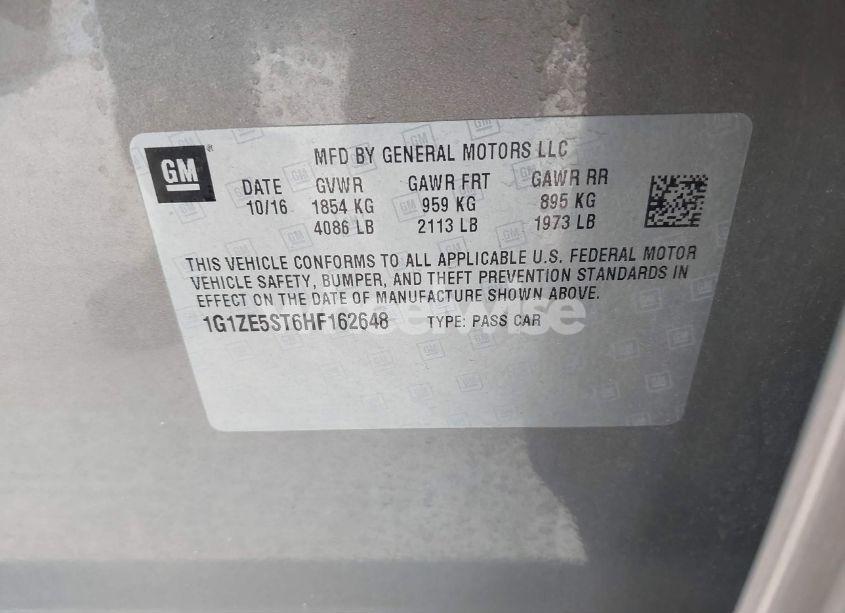 GM
MFD BY GENERAL MOTORS LLC
DATE GVWR GAWR FRT GAWR RR
10/16 1854 KG 959 KG 895 KG
4086 LB 2113 LB 1973 LB
THIS VEHICLE CONFORMS TO ALL APPLICABLE U.S. FEDERAL MOTOR
VEHICLE SAFETY, BUMPER, AND THEFT PREVENTION STANDARDS IN
EFFECT ON THE DATE OF MANUFACTURE SHOWN ABOVE.
1G1ZE5ST6HF162648 TYPE: PASS CAR